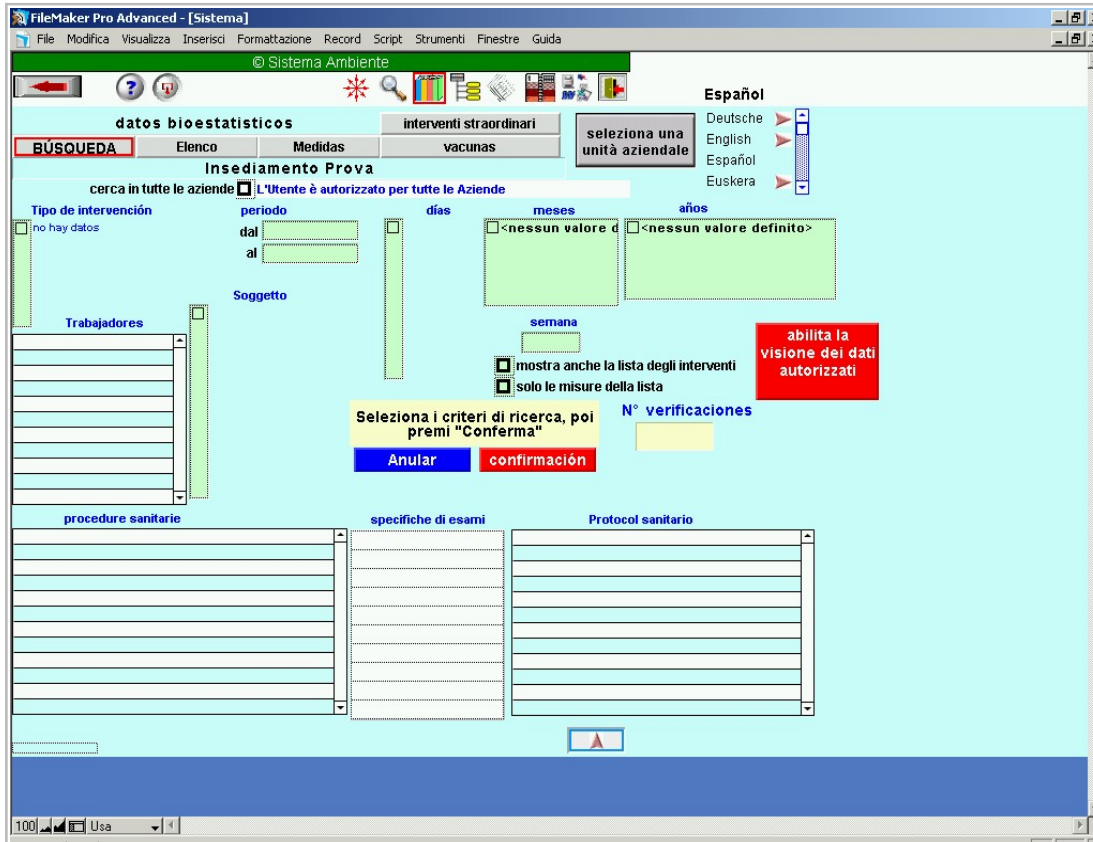 FileMaker Pro Advanced - [Sistema]
File Modifica Visualizza Inserisci Formattazione Record Script Strumenti Finestre Guida
© Sistema Ambiente
Español
datos bioestatisticos
interventi straordinari
seleziona una
unità aziendale
Deutsche
English
Español
Euskera
BÚSQUEDA Elenco Medidas vacunas
Insediamento Prova
cerca in tutte le aziende L'Utente è autorizzato per tutte le Aziende
Tipo de intervención periodo días meses años
no hay datos
dal
al
<nessun valore d
<nessun valore definito>
Soggetto
Trabajadores
semana
abilita la
visione dei dati
autorizzati
mostra anche la lista degli interventi
solo le misure della lista
Seleziona i criteri di ricerca, poi
premi "Conferma"
N° verificaciones
Anular confirmación
procedure sanitarie specifiche di esami Protocol sanitario
100 Usa